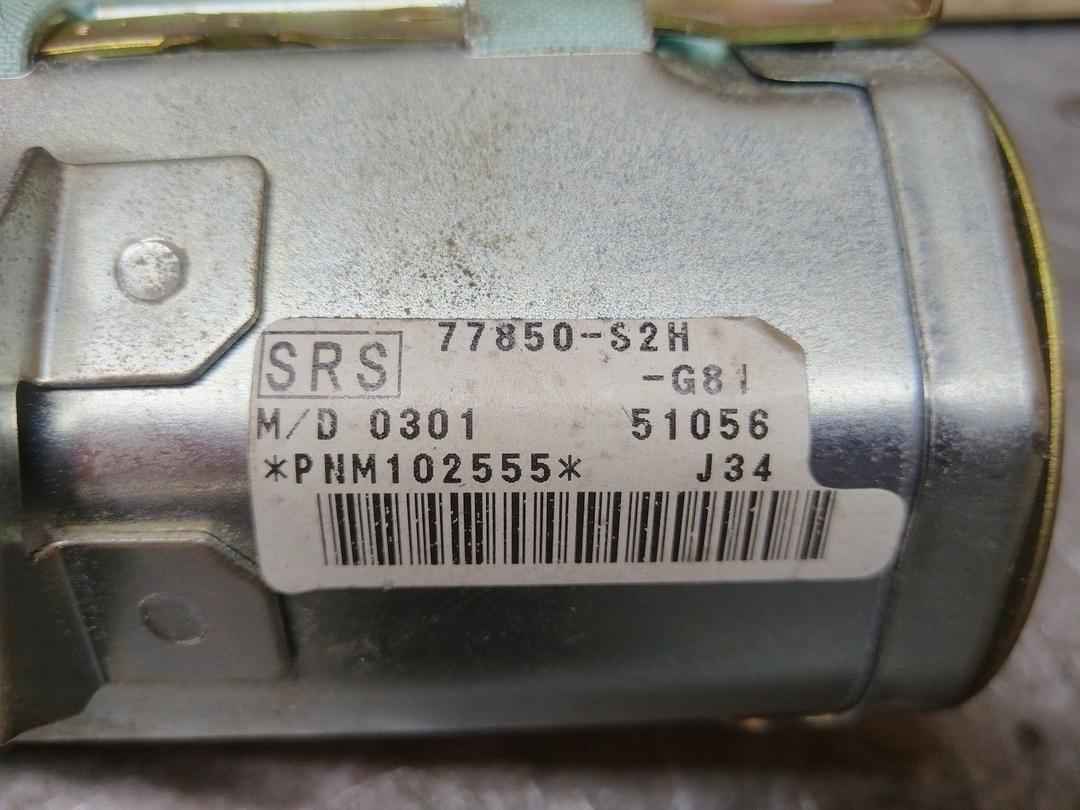 77850-S2H
SRS -G81
M/D 0301 51056
*PNM102555* J34